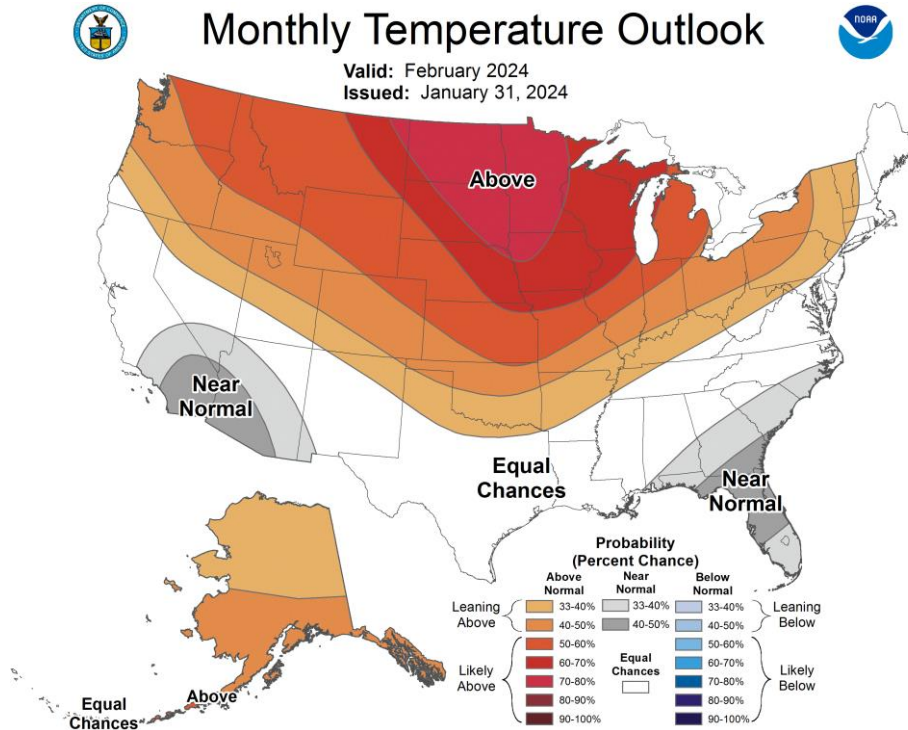 Monthly Temperature Outlook
Valid: February 2024
Issued: January 31, 2024
NOAA
Above
Near
Normal
Equal
Chances
Near
Normal
Above
Equal
Chances
Probability
(Percent Chance)
Above
Normal
Near
Normal
Below
Normal
Leaning
Above
33-40% 33-40% 33-40%
40-50% 40-50% 40-50%
Leaning
Below
Likely
Above
50-60% 50-60%
60-70% 60-70%
70-80% 70-80%
80-90% 80-90%
90-100% 90-100%
Equal
Chances
Likely
Below